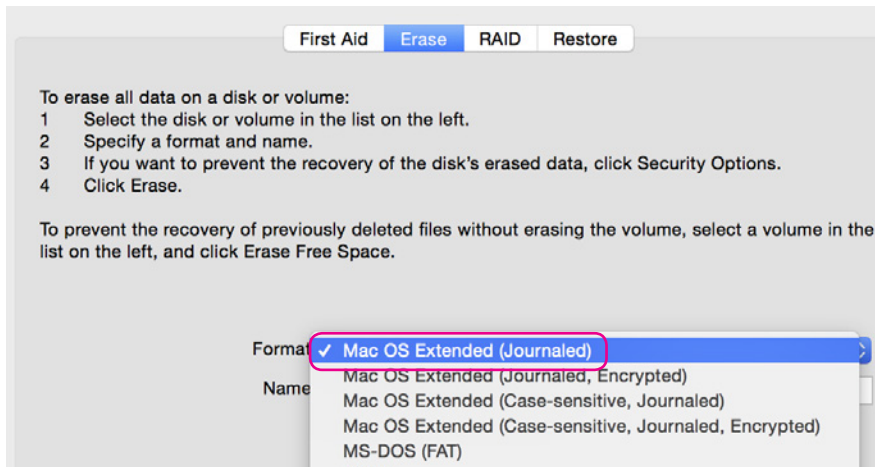 First Aid Erase RAID Restore
To erase all data on a disk or volume:
1 Select the disk or volume in the list on the left.
2 Specify a format and name.
3 If you want to prevent the recovery of the disk's erased data, click Security Options.
4 Click Erase.
To prevent the recovery of previously deleted files without erasing the volume, select a volume in the
list on the left, and click Erase Free Space.
Format ✓ Mac OS Extended (Journaled)
Mac OS Extended (Journaled, Encrypted)
Name
Mac OS Extended (Case-sensitive, Journaled)
Mac OS Extended (Case-sensitive, Journaled, Encrypted)
MS-DOS (FAT)